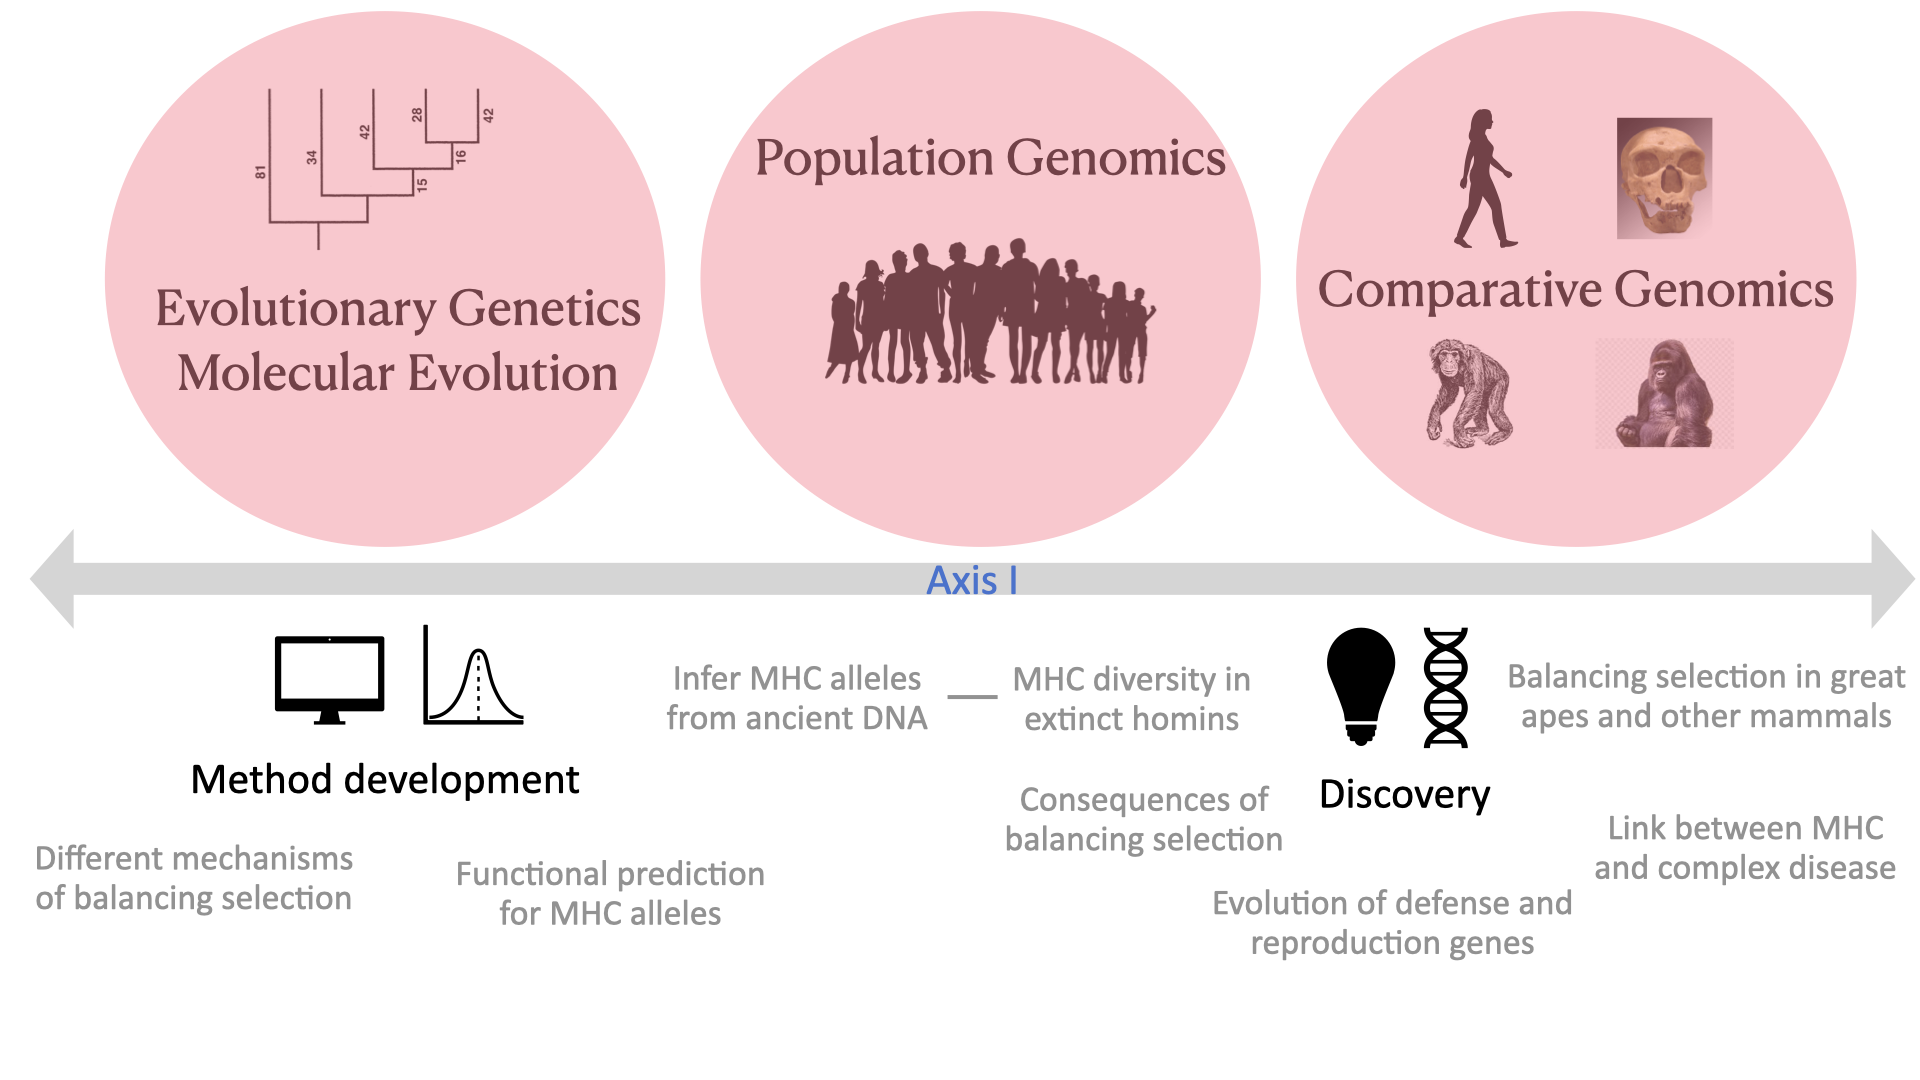 81
34
42
28
42
16
15
Evolutionary Genetics
Molecular Evolution
Population Genomics
Comparative Genomics
Axis I
Method development
Different mechanisms
of balancing selection
Functional prediction
for MHC alleles
Infer MHC alleles
from ancient DNA
MHC diversity in
extinct homins
Consequences of
balancing selection
Discovery
Evolution of defense and
reproduction genes
Balancing selection in great
apes and other mammals
Link between MHC
and complex disease